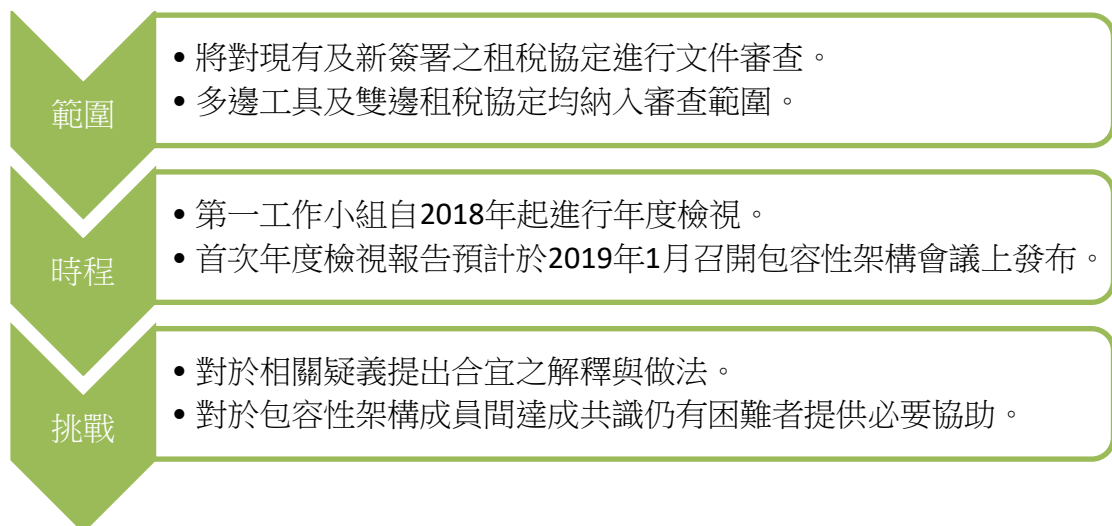 範圍
• 將對現有及新簽署之租稅協定進行文件審查。
• 多邊工具及雙邊租稅協定均納入審查範圍。
時程
• 第一工作小組自2018年起進行年度檢視。
• 首次年度檢視報告預計於2019年1月召開包容性架構會議上發布。
挑戰
• 對於相關疑義提出合宜之解釋與做法。
• 對於包容性架構成員間達成共識仍有困難者提供必要協助。